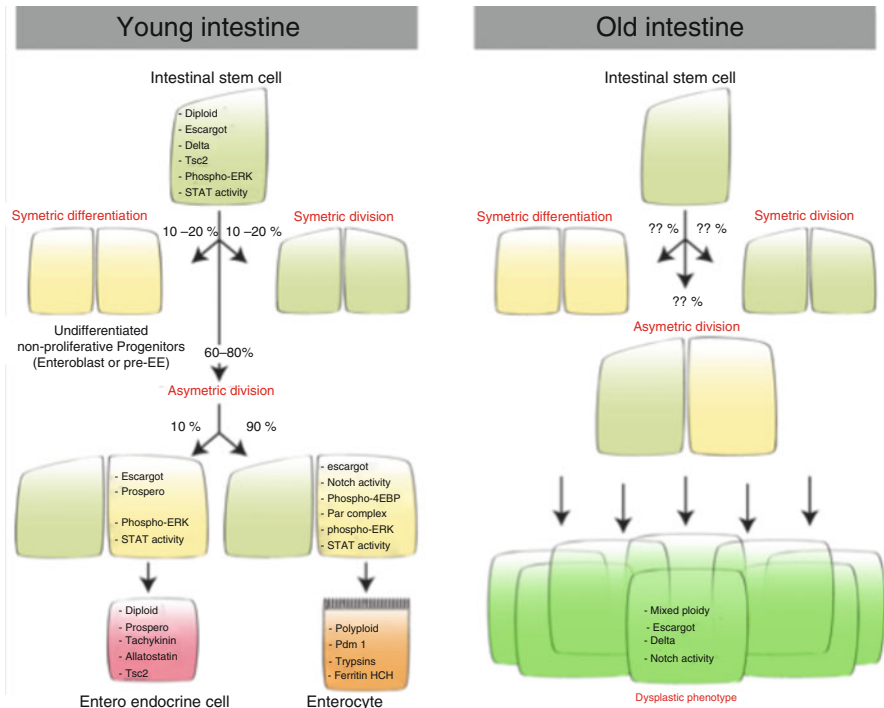 Young intestine
Intestinal stem cell
- Diploid
- Escargot
- Delta
- Tsc2
- Phospho-ERK
- STAT activity
Symetric differentiation
10 –20 %
10 –20 %
Symetric division
Undifferentiated
non-proliferative Progenitors
(Enteroblast or pre-EE)
60–80%
Asymetric division
10 %
90 %
- Escargot
- Prospero
- Phospho-ERK
- STAT activity
- escargot
- Notch activity
- Phospho-4EBP
- Par complex
- phospho-ERK
- STAT activity
- Diploid
- Prospero
- Tachykinin
- Allatostatin
- Tsc2
Entero endocrine cell
- Polyploid
- Pdm 1
- Trypsins
- Ferritin HCH
Enterocyte
Old intestine
Intestinal stem cell
Symetric differentiation
?? %
?? %
Symetric division
?? %
Asymetric division
- Mixed ploidy
- Escargot
- Delta
- Notch activity
Dysplastic phenotype